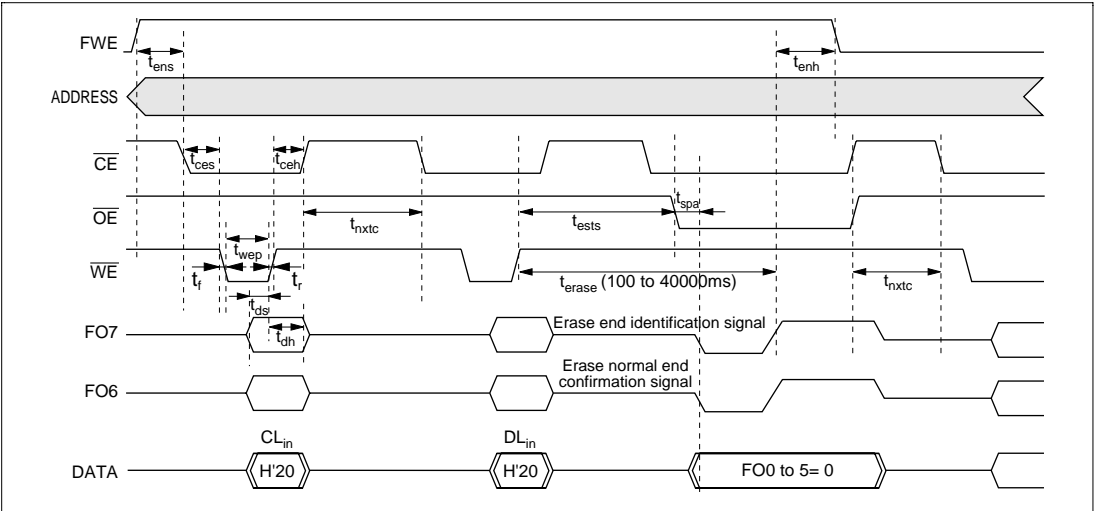 FWE
tens
tenh
ADDRESS
CE
tces
tceh
OE
tnxtc
tests
tspa
WE
twep
tf
tr
terase (100 to 40000ms)
tnxtc
tds
tdh
FO7
Erase end identification signal
FO6
Erase normal end
confirmation signal
CLin
DLin
DATA
H'20
H'20
FO0 to 5= 0